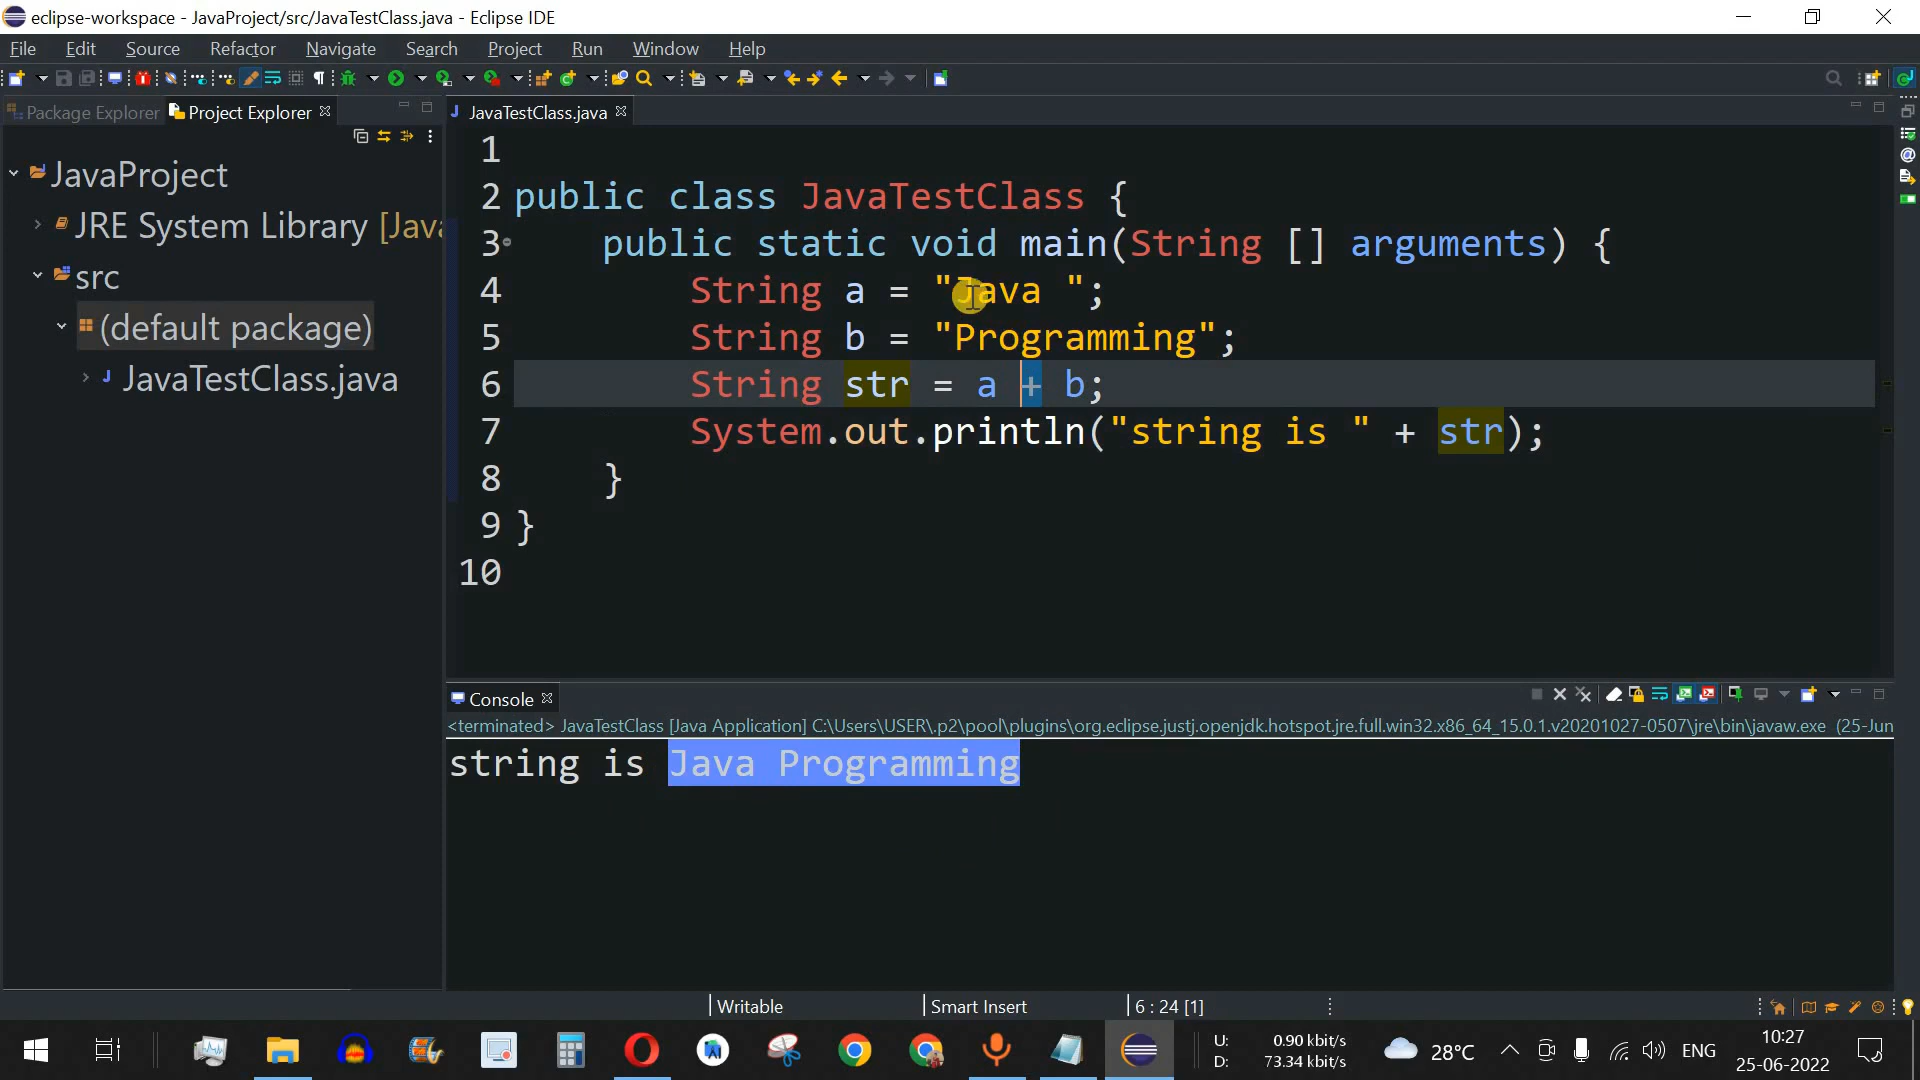 eclipse-workspace - JavaProject/src/JavaTestClass.java - Eclipse IDE
File Edit Source Refactor Navigate Search Project Run Window Help
Package Explorer Project Explorer
JavaTestClass.java
JavaProject
JRE System Library [Java
src
(default package)
JavaTestClass.java
1
2 public class JavaTestClass {
3 public static void main(String [] arguments) {
4 String a = "Java ";
5 String b = "Programming";
6 String str = a + b;
7 System.out.println("string is " + str);
8 }
9 }
10
Console
<terminated> JavaTestClass [Java Application] C:\Users\USER\.p2\pool\plugins\org.eclipse.justj.openjdk.hotspot.jre.full.win32.x86_64_15.0.1.v20201027-0507\jre\bin\javaw.exe (25-Jun
string is Java Programming
Writable Smart Insert 6 : 24 [1]
U: 0.90 kbit/s
D: 73.34 kbit/s
28°C
ENG
10:27
25-06-2022